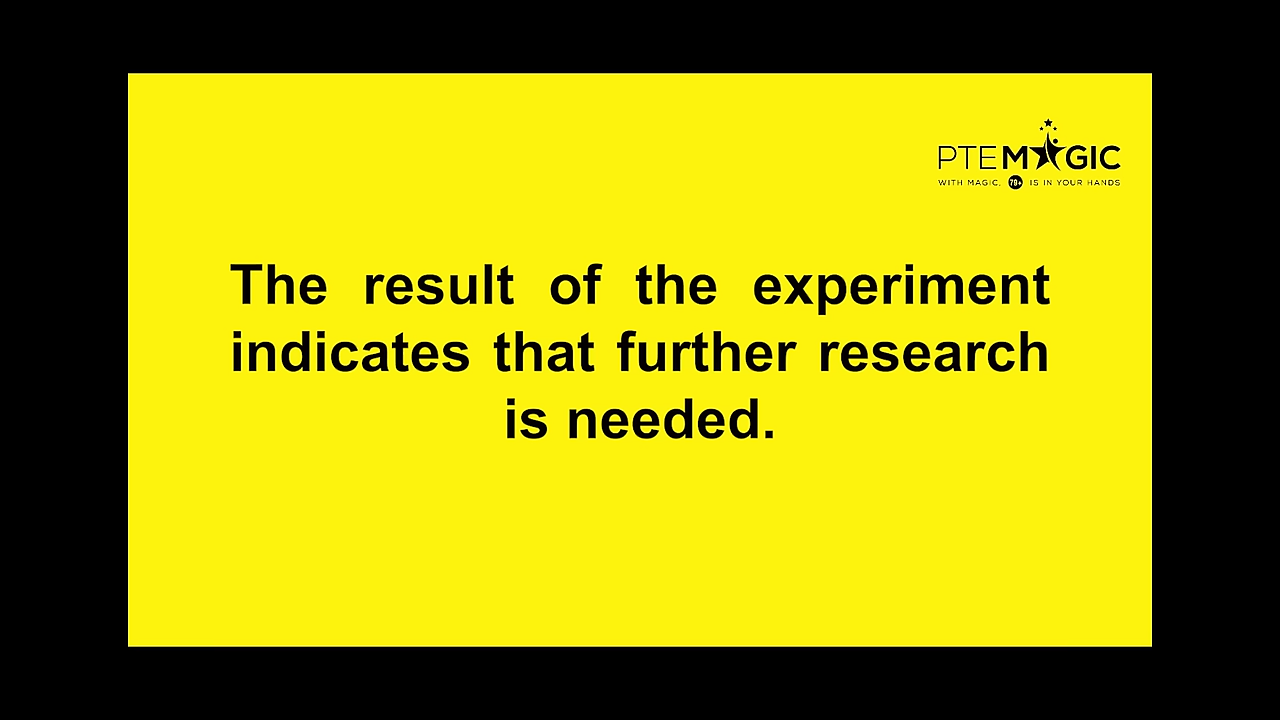 PTEMAGIC
WITH MAGIC, 79+ IS IN YOUR HANDS
The result of the experiment
indicates that further research
is needed.